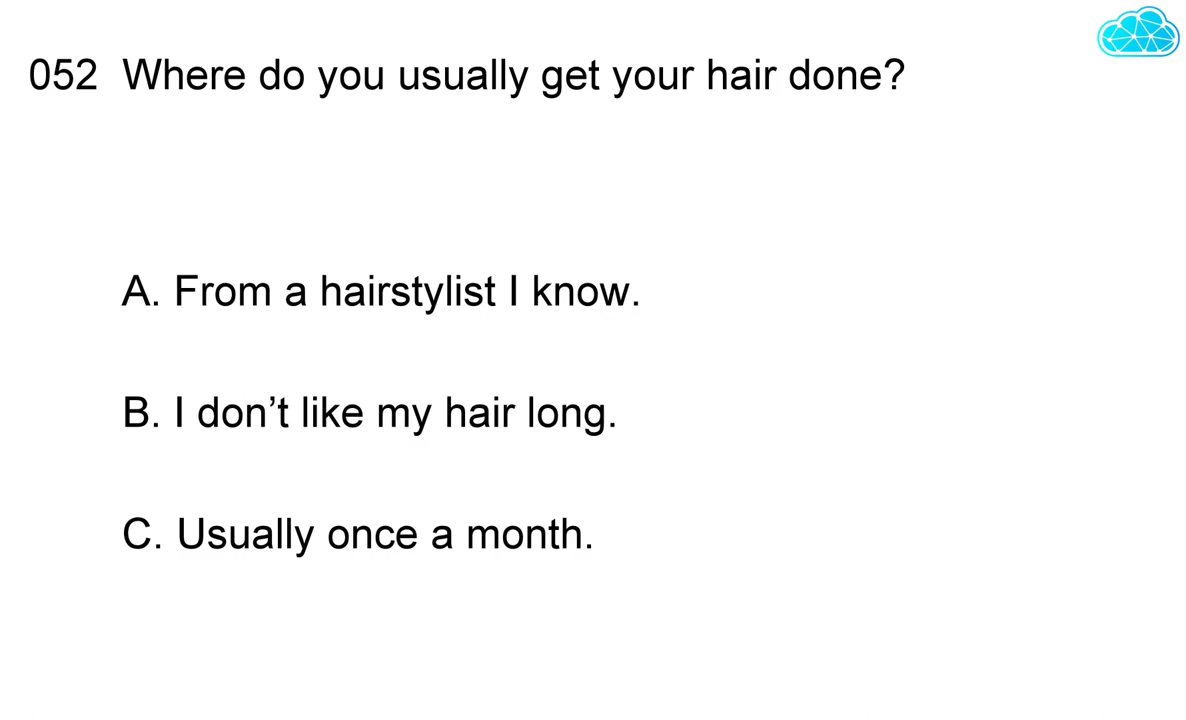 052 Where do you usually get your hair done?
A. From a hairstylist I know.
B. I don’t like my hair long.
C. Usually once a month.